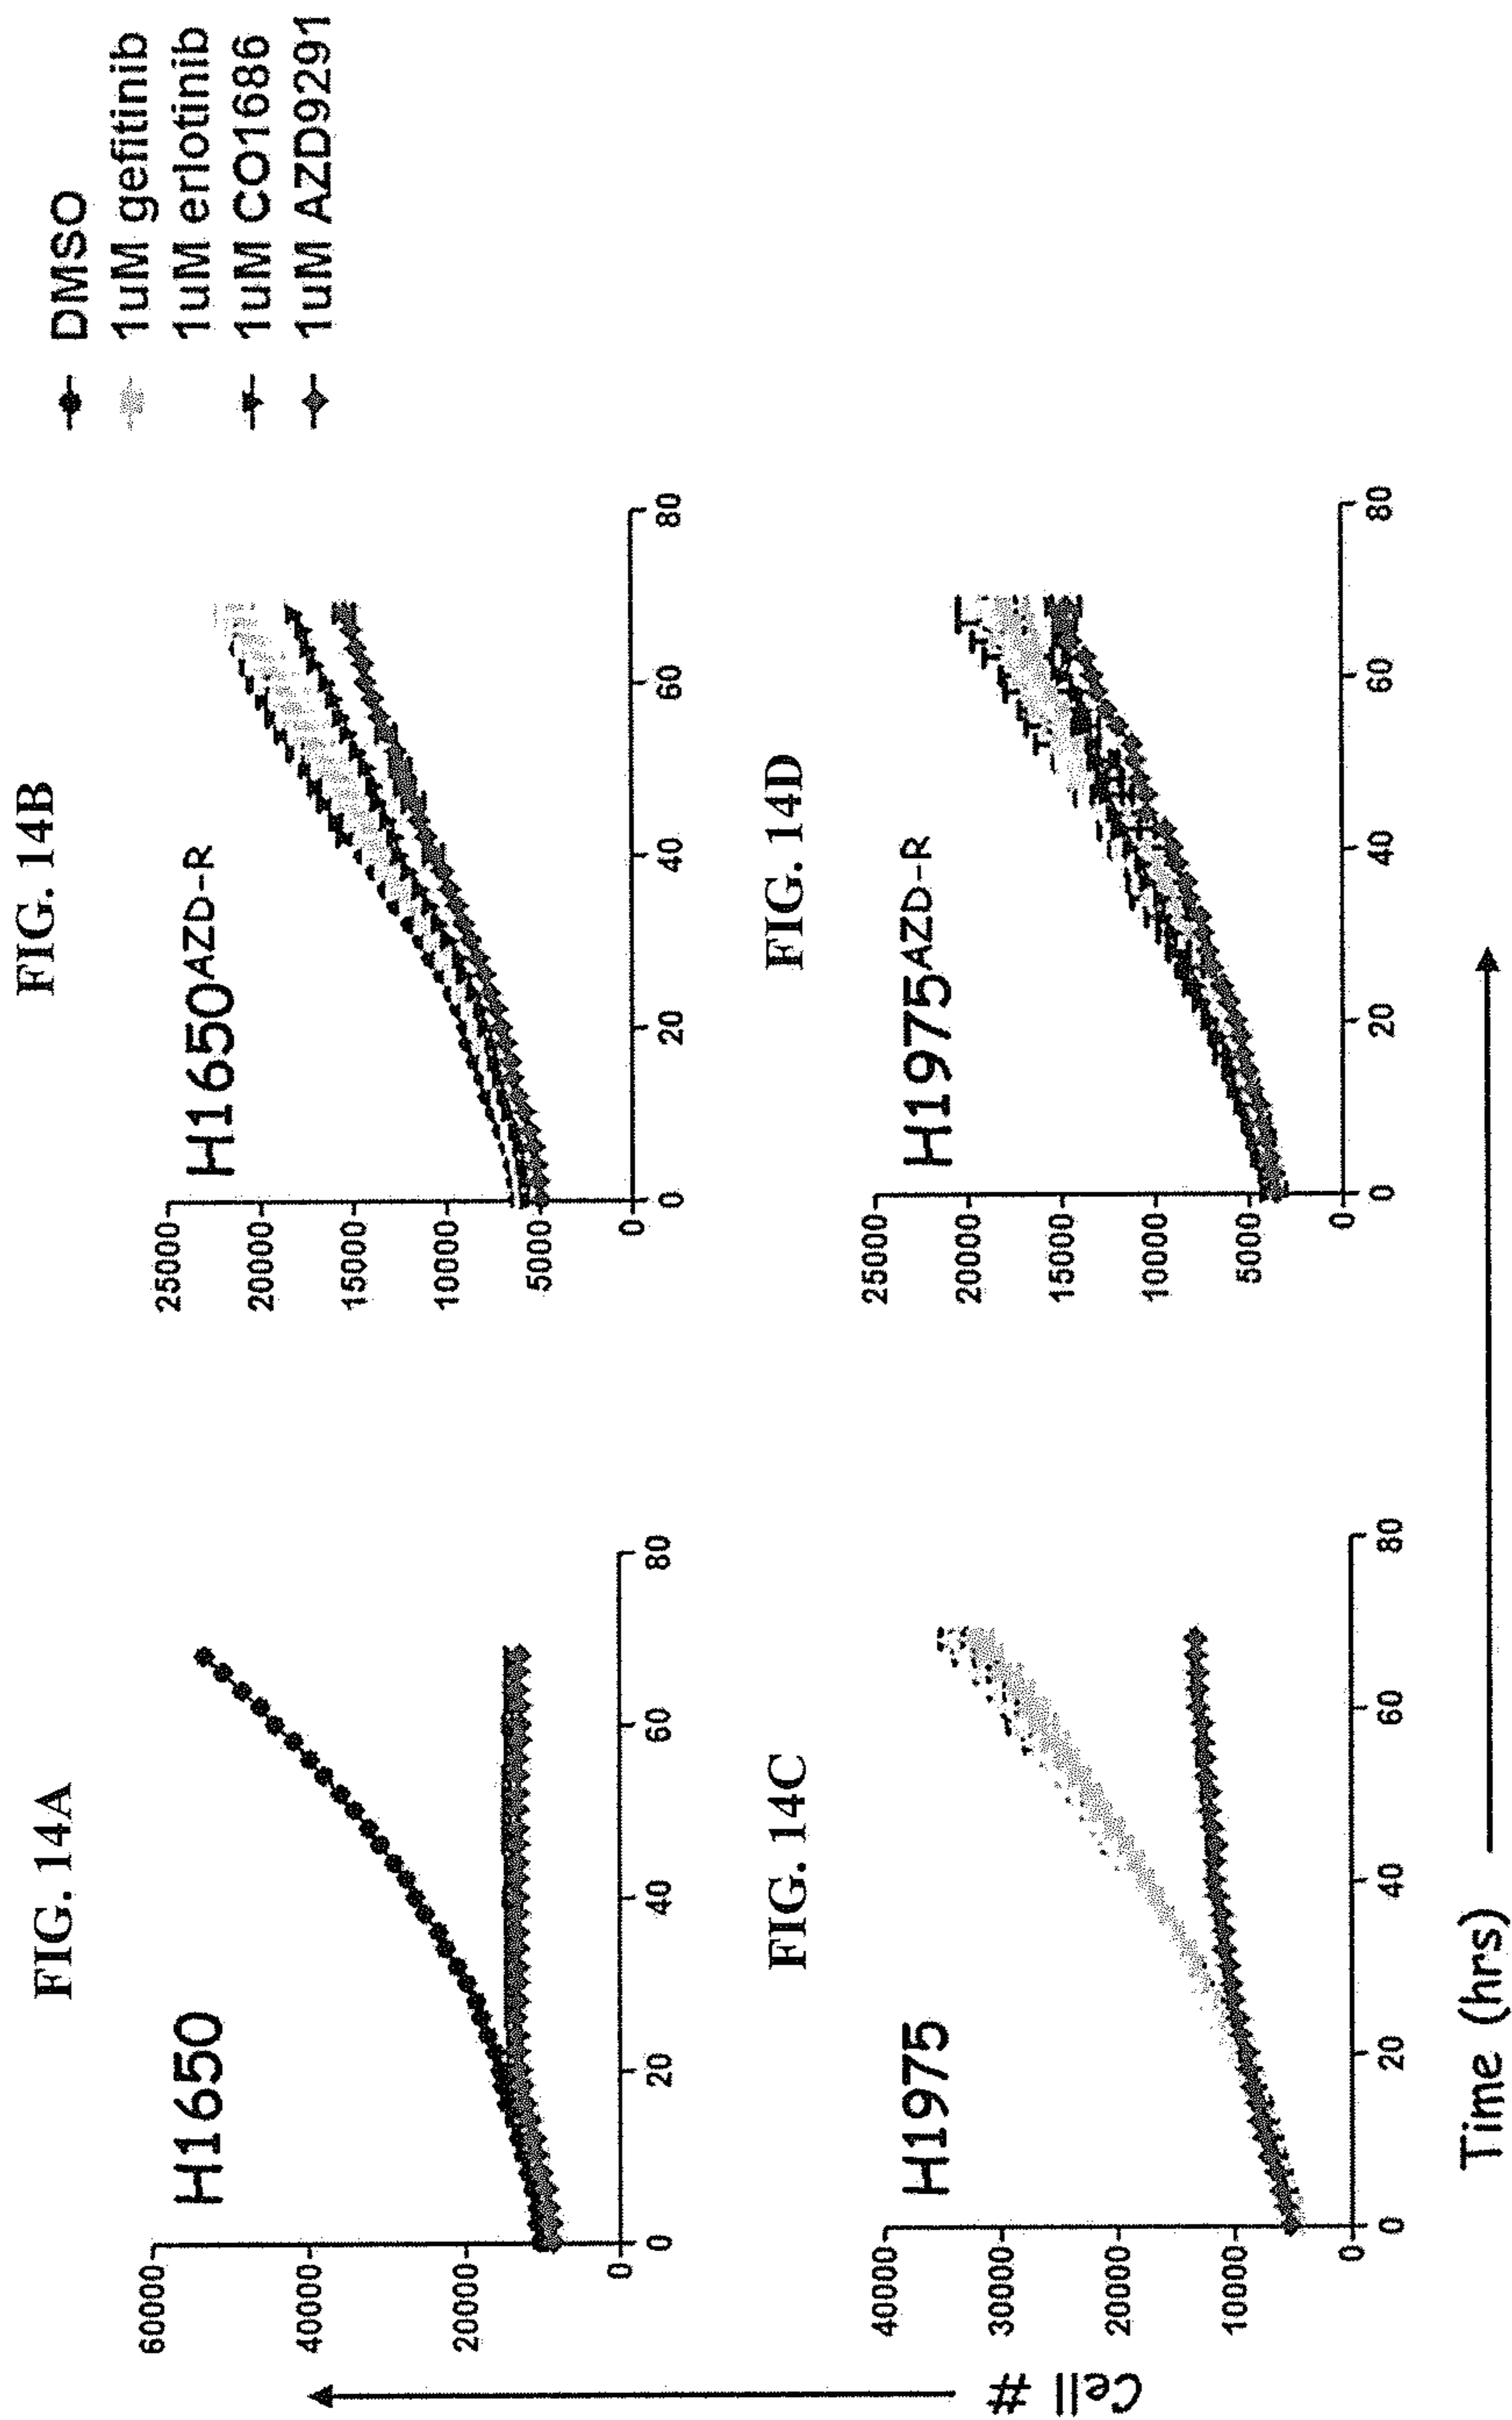 FIG. 14A
H1650
60000
40000
20000
0
0
20
40
60
80
FIG. 14B
H1650AZD-R
25000
20000
15000
10000
5000
0
0
20
40
60
80
DMSO
1uM gefitinib
1uM erlotinib
1uM CO1686
1uM AZD9291
FIG. 14C
H1975
40000
30000
20000
10000
0
0
20
40
60
80
FIG. 14D
H1975AZD-R
25000
20000
15000
10000
5000
0
0
20
40
60
80
Cell #
Time (hrs)